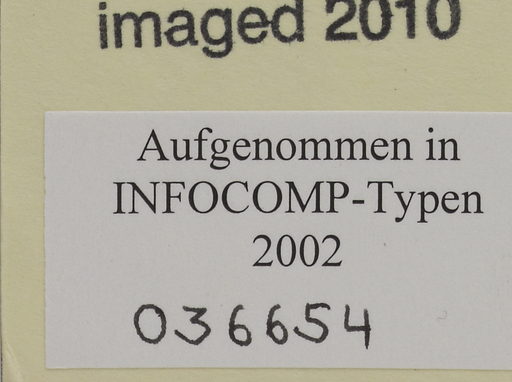 imaged 2010
Aufgenommen in
INFOCOMP-Typen
2002
036654